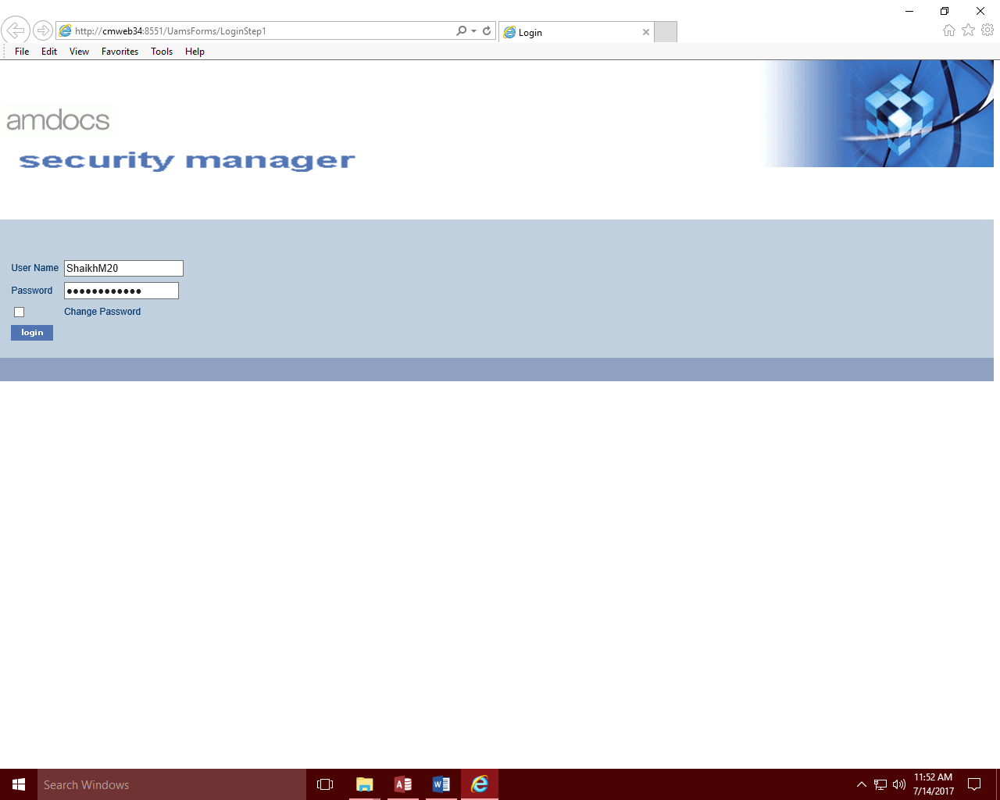 http://cmweb34:8551/UamsForms/LoginStep1
Login
File Edit View Favorites Tools Help
amdocs
security manager
User Name ShaikhM20
Password ●●●●●●●●●●●●
Change Password
login
Search Windows
11:52 AM
7/14/2017